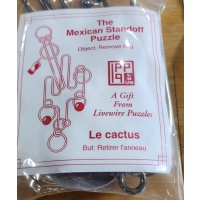 The
Mexican Standoff
Puzzle
Object: Remove ring
A Gift
From
Livewire Puzzles
Le cactus
But: Retirer l'anneau